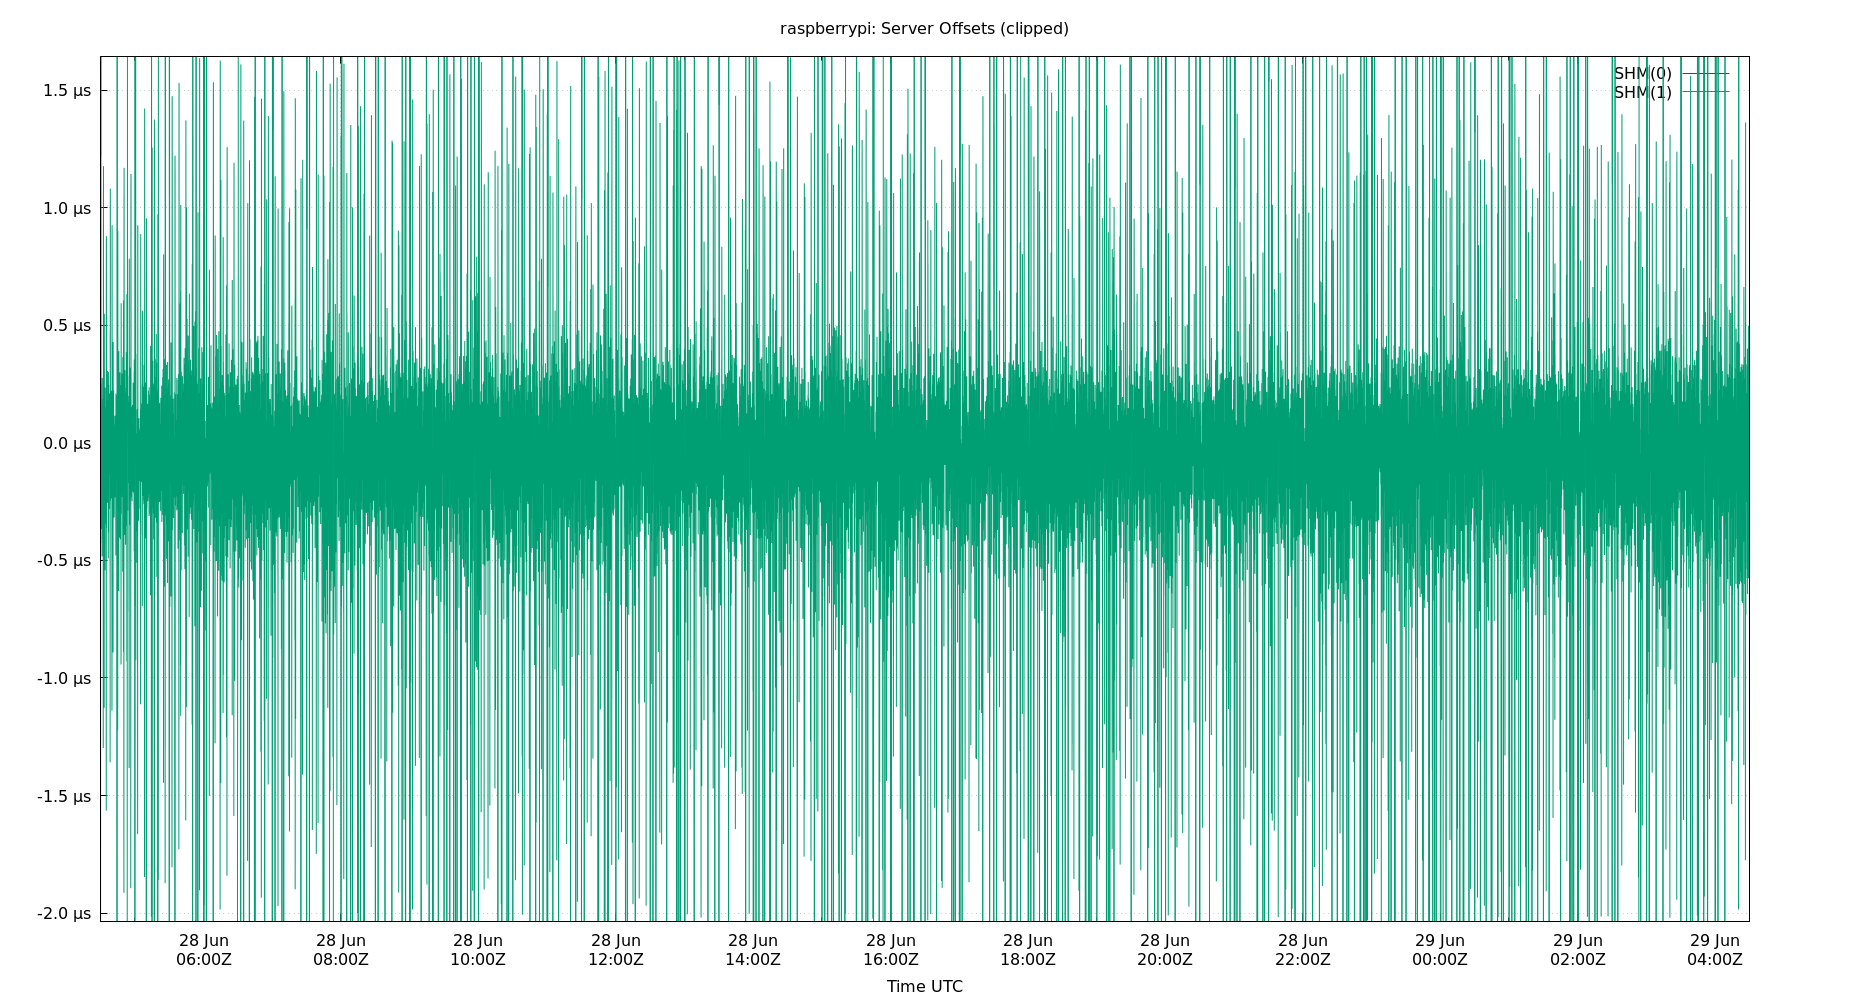 raspberrypi: Server Offsets (clipped)
SHM(0)
SHM(1)
1.5 µs
1.0 µs
0.5 µs
0.0 µs
-0.5 µs
-1.0 µs
-1.5 µs
-2.0 µs
28 Jun 28 Jun 28 Jun 28 Jun 28 Jun 28 Jun 28 Jun 28 Jun 28 Jun 29 Jun 29 Jun 29 Jun
06:00Z 08:00Z 10:00Z 12:00Z 14:00Z 16:00Z 18:00Z 20:00Z 22:00Z 00:00Z 02:00Z 04:00Z
Time UTC